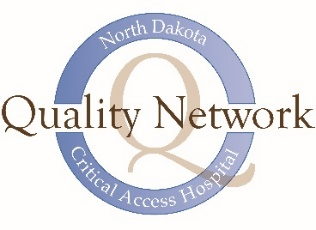 North Dakota
Q
Quality Network
Critical Access Hospital